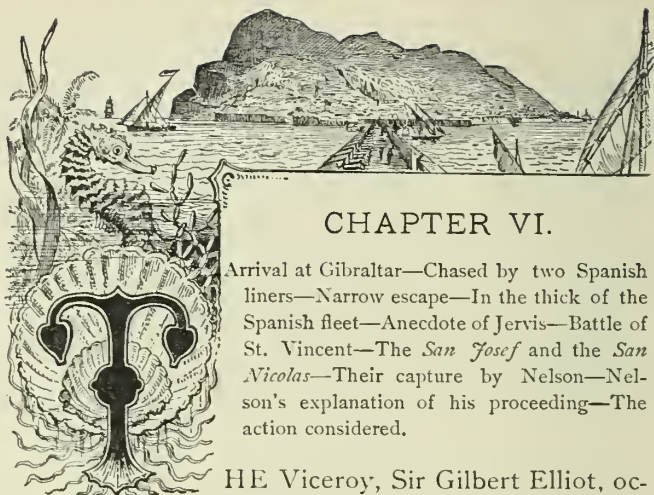 CHAPTER VI.
Arrival at Gibraltar—Chased by two Spanish
liners—Narrow escape—In the thick of the
Spanish fleet—Anecdote of Jervis—Battle of
St. Vincent—The San Josef and the San
Nicolas—Their capture by Nelson—Nel-
son's explanation of his proceeding—The
action considered.
THE Viceroy, Sir Gilbert Elliot, oc-